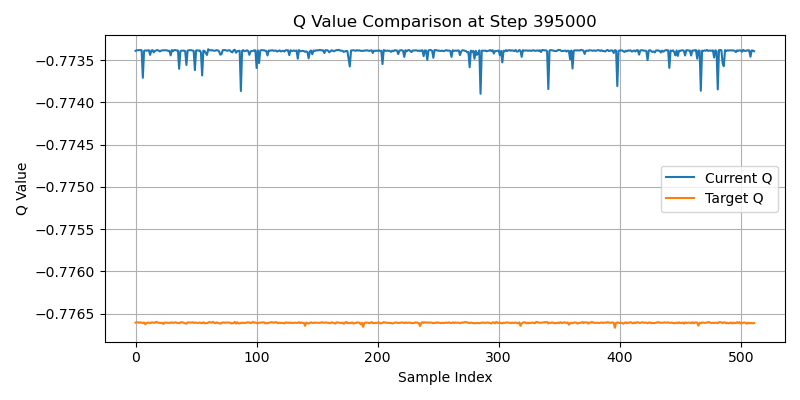 Q Value Comparison at Step 395000
−0.7735
−0.7740
−0.7745
−0.7750
−0.7755
−0.7760
−0.7765
Q Value
Current Q
Target Q
0 100 200 300 400 500
Sample Index